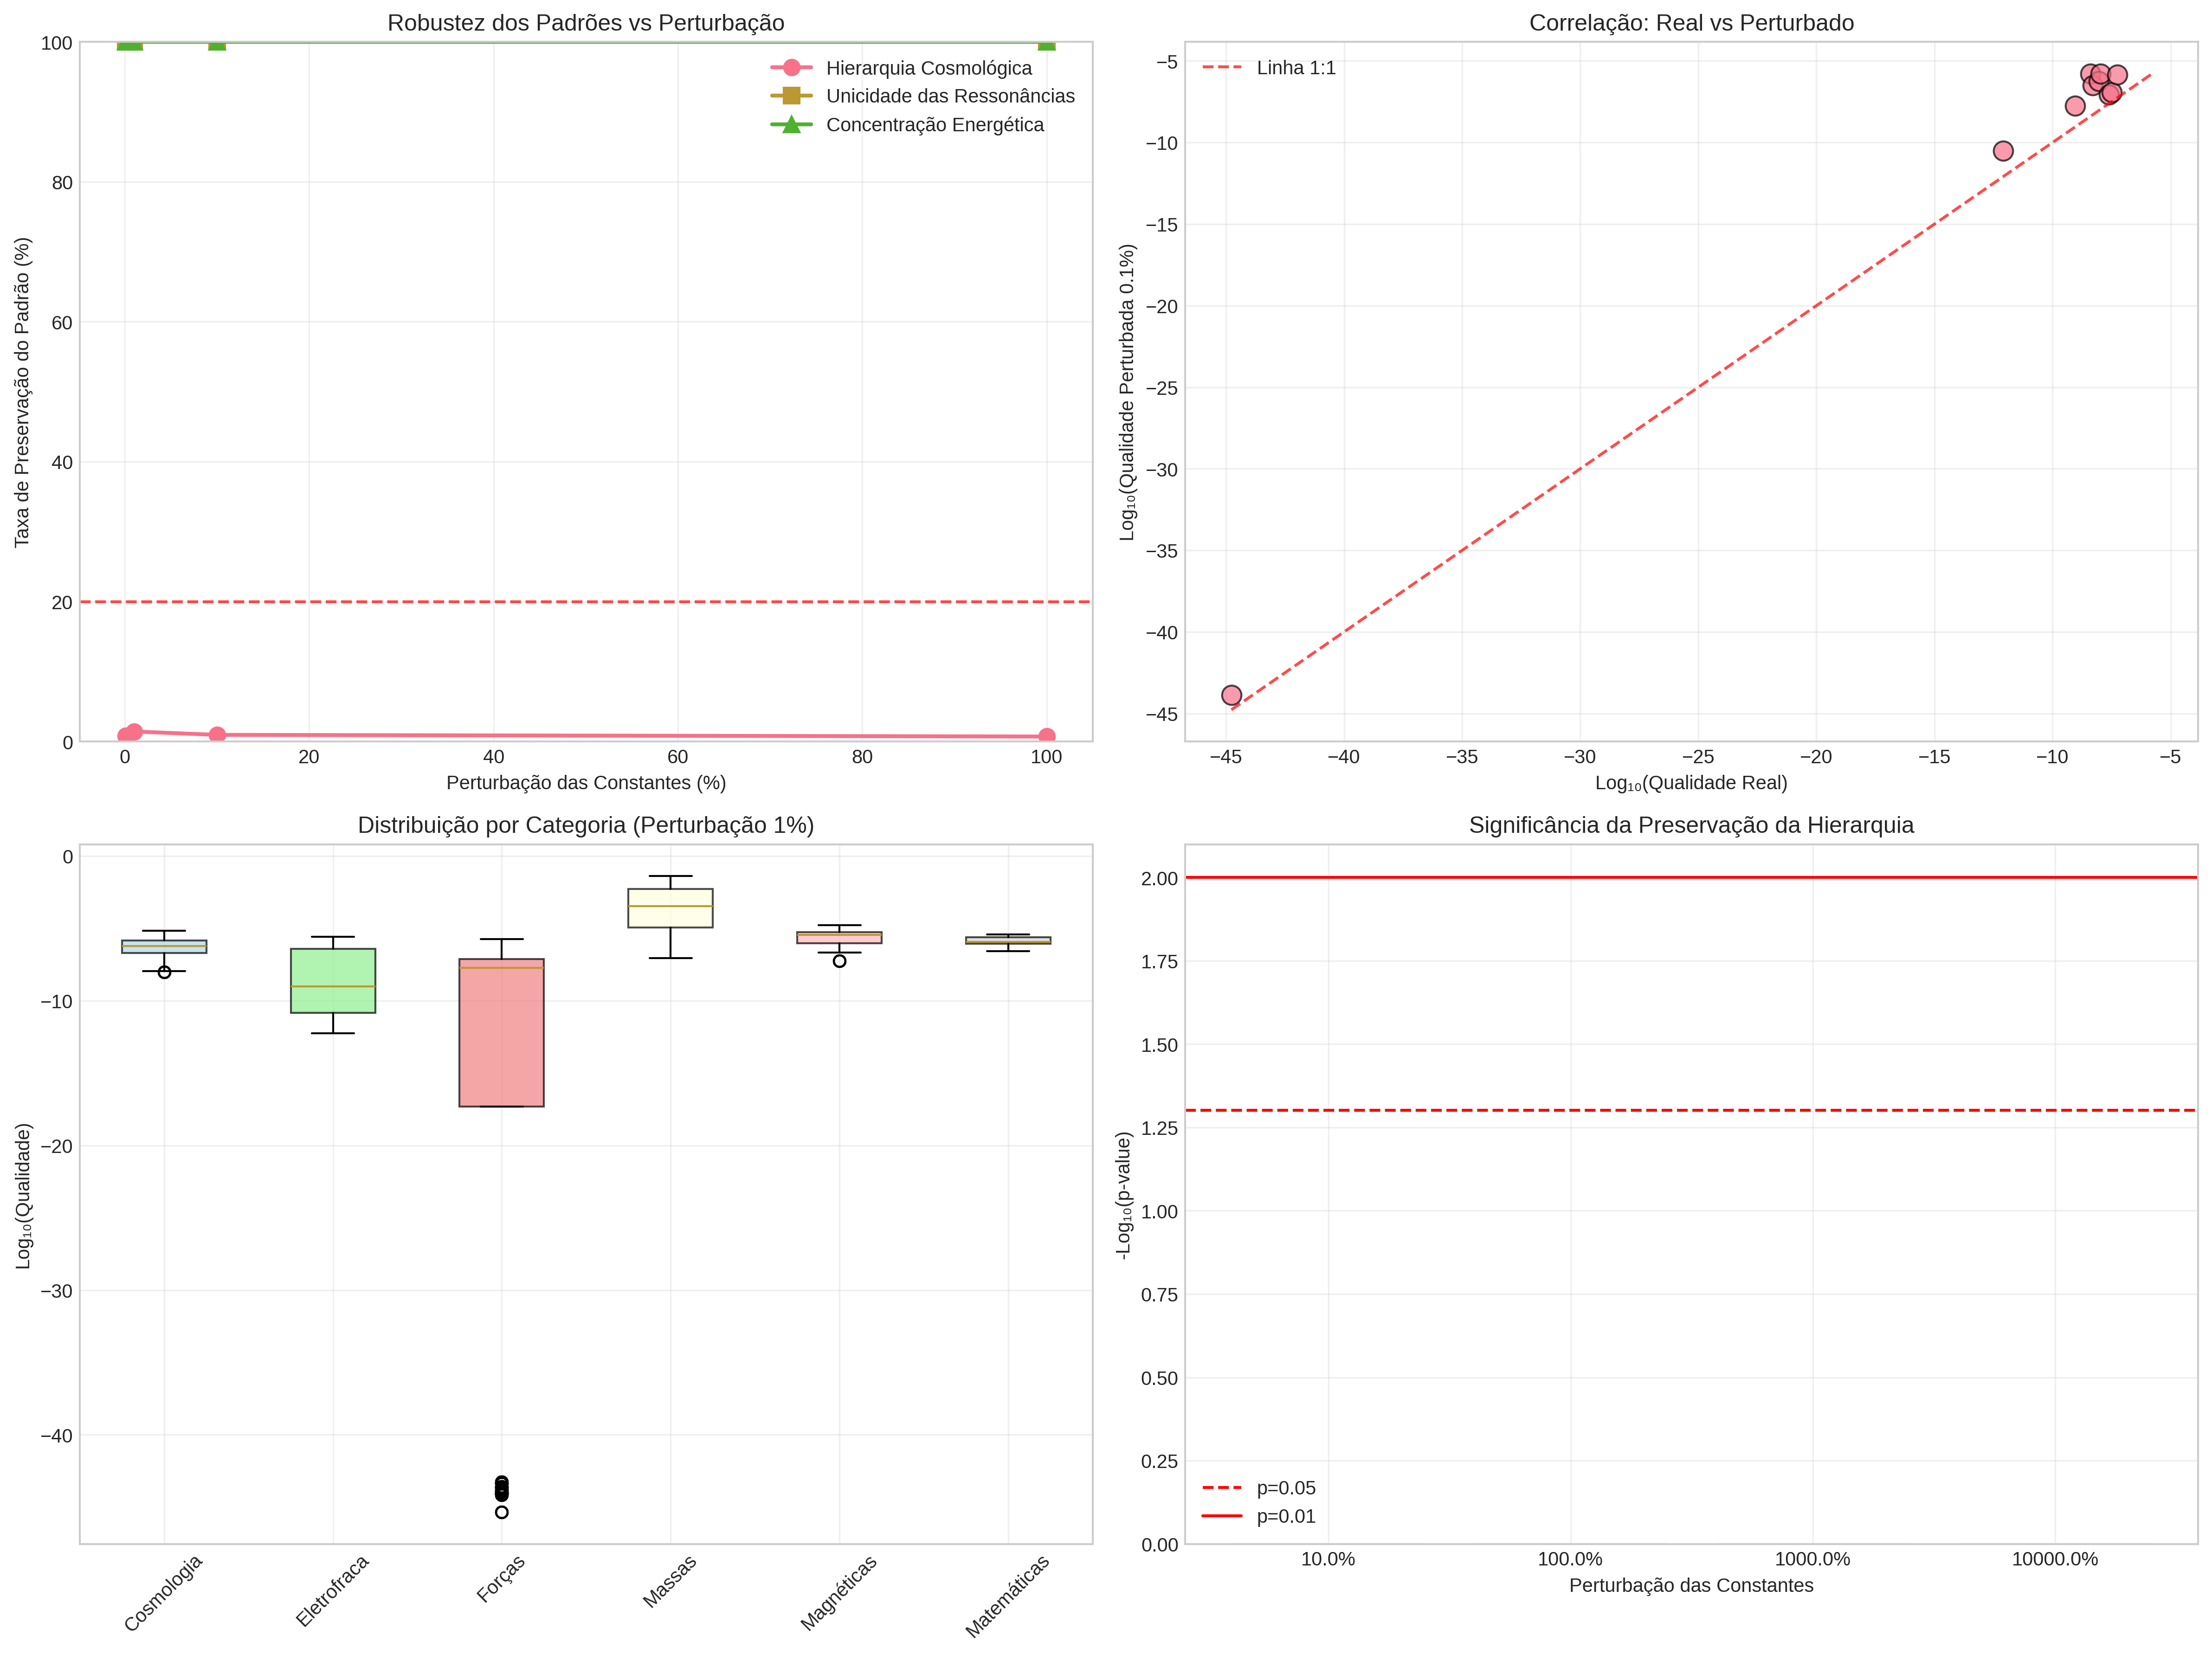 Robustez dos Padrões vs Perturbação
Taxa de Preservação do Padrão (%)
100
80
60
40
20
0
Hierarquia Cosmológica
Unicidade das Ressonâncias
Concentração Energética
0
20
40
60
80
100
Perturbação das Constantes (%)
Correlação: Real vs Perturbado
Log₁₀(Qualidade Perturbada 0.1%)
−5
−10
−15
−20
−25
−30
−35
−40
−45
Linha 1:1
−45
−40
−35
−30
−25
−20
−15
−10
−5
Log₁₀(Qualidade Real)
Distribuição por Categoria (Perturbação 1%)
Log₁₀(Qualidade)
0
−10
−20
−30
−40
Cosmologia
Eletrofraca
Forças
Massas
Magnéticas
Matemáticas
Significância da Preservação da Hierarquia
-Log₁₀(p-value)
2.00
1.75
1.50
1.25
1.00
0.75
0.50
0.25
0.00
p=0.05
p=0.01
10.0%
100.0%
1000.0%
10000.0%
Perturbação das Constantes